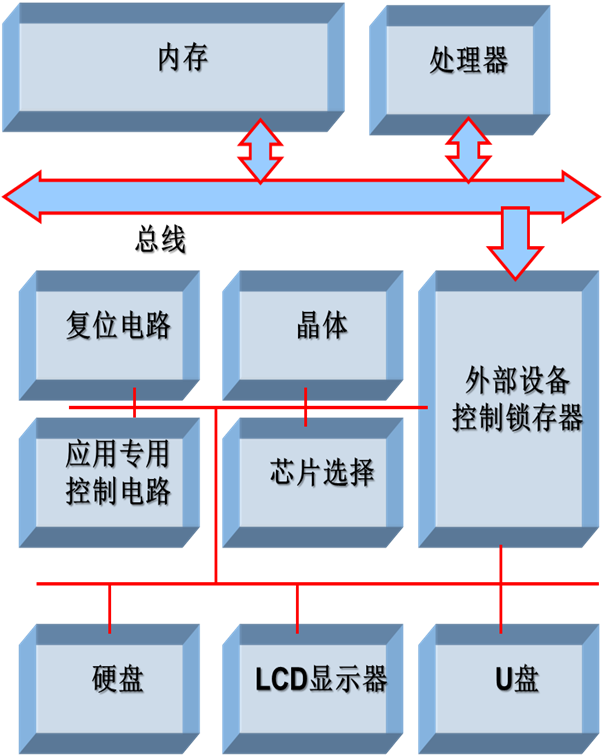 内存
处理器
总线
复位电路
晶体
外部设备
控制锁存器
应用专用
控制电路
芯片选择
硬盘
LCD显示器
U盘